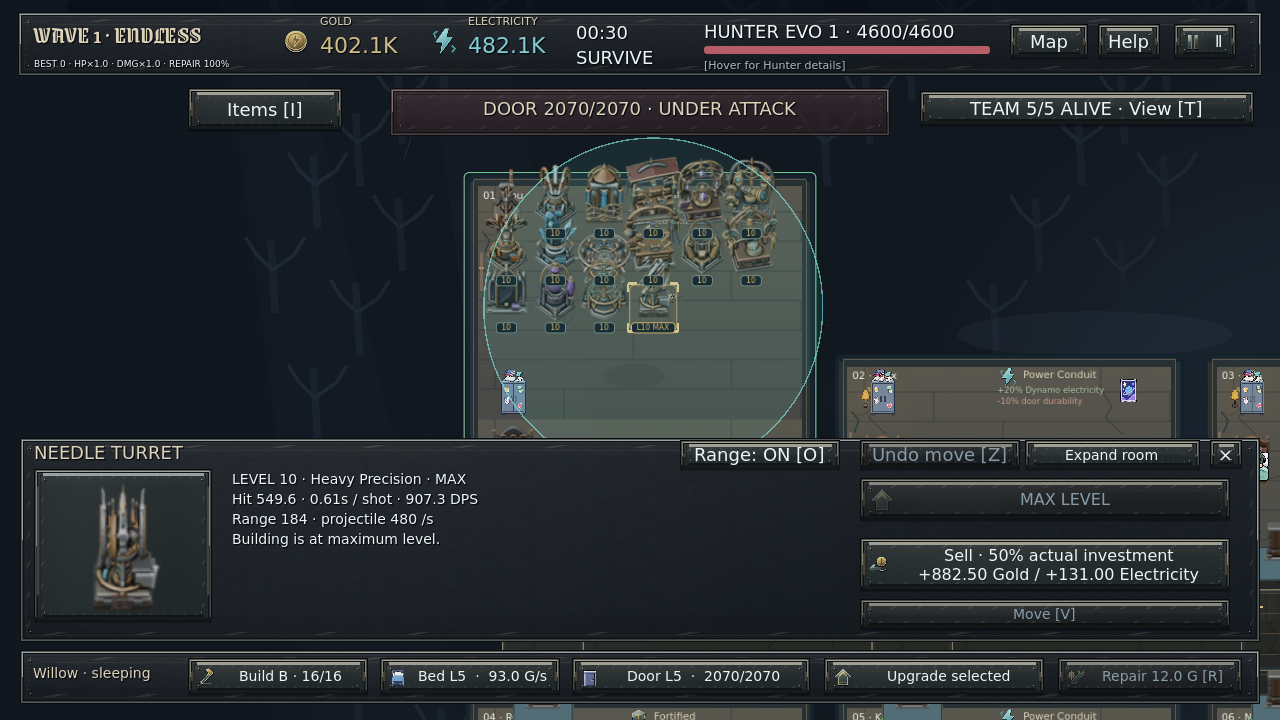 WAVE 1 · ENDLESS
BEST 0 · HP×1.0 · DMG×1.0 · REPAIR 100%
GOLD
402.1K
ELECTRICITY
482.1K
00:30
SURVIVE
HUNTER EVO 1 · 4600/4600
[Hover for Hunter details]
Map
Help
II
Items [I]
DOOR 2070/2070 · UNDER ATTACK
TEAM 5/5 ALIVE · View [T]
01
10
10
10
10
10
10
10
10
10
10
10
10
10
10
L10 MAX
02
Power Conduit
+20% Dynamo electricity
-10% door durability
03 ·
NEEDLE TURRET
Range: ON [O]
Undo move [Z]
Expand room
×
LEVEL 10 · Heavy Precision · MAX
Hit 549.6 · 0.61s / shot · 907.3 DPS
Range 184 · projectile 480 /s
Building is at maximum level.
MAX LEVEL
Sell · 50% actual investment
+882.50 Gold / +131.00 Electricity
Move [V]
Willow · sleeping
Build B · 16/16
Bed L5 · 93.0 G/s
Door L5 · 2070/2070
Upgrade selected
Repair 12.0 G [R]
04 · R
Fortified
05 · K
Power Conduit
06 · N